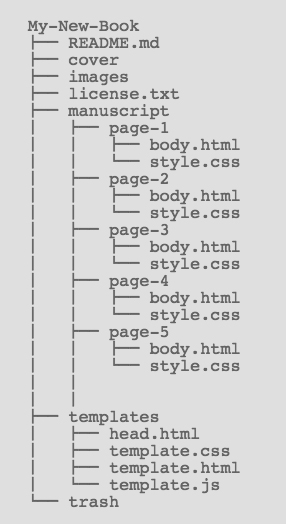 My-New-Book
├── README.md
├── cover
├── images
├── license.txt
├── manuscript
│   ├── page-1
│   │   ├── body.html
│   │   └── style.css
│   ├── page-2
│   │   ├── body.html
│   │   └── style.css
│   ├── page-3
│   │   ├── body.html
│   │   └── style.css
│   ├── page-4
│   │   ├── body.html
│   │   └── style.css
│   ├── page-5
│   │   ├── body.html
│   │   └── style.css
│   │
│   │
├── templates
│   ├── head.html
│   ├── template.css
│   ├── template.html
│   └── template.js
└── trash